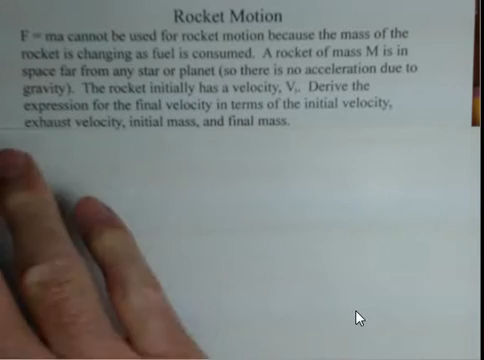 Rocket Motion
F = ma cannot be used for rocket motion because the mass of the
rocket is changing as fuel is consumed. A rocket of mass M is in
space far from any star or planet (so there is no acceleration due to
gravity). The rocket initially has a velocity, Vᵢ. Derive the
expression for the final velocity in terms of the initial velocity,
exhaust velocity, initial mass, and final mass.